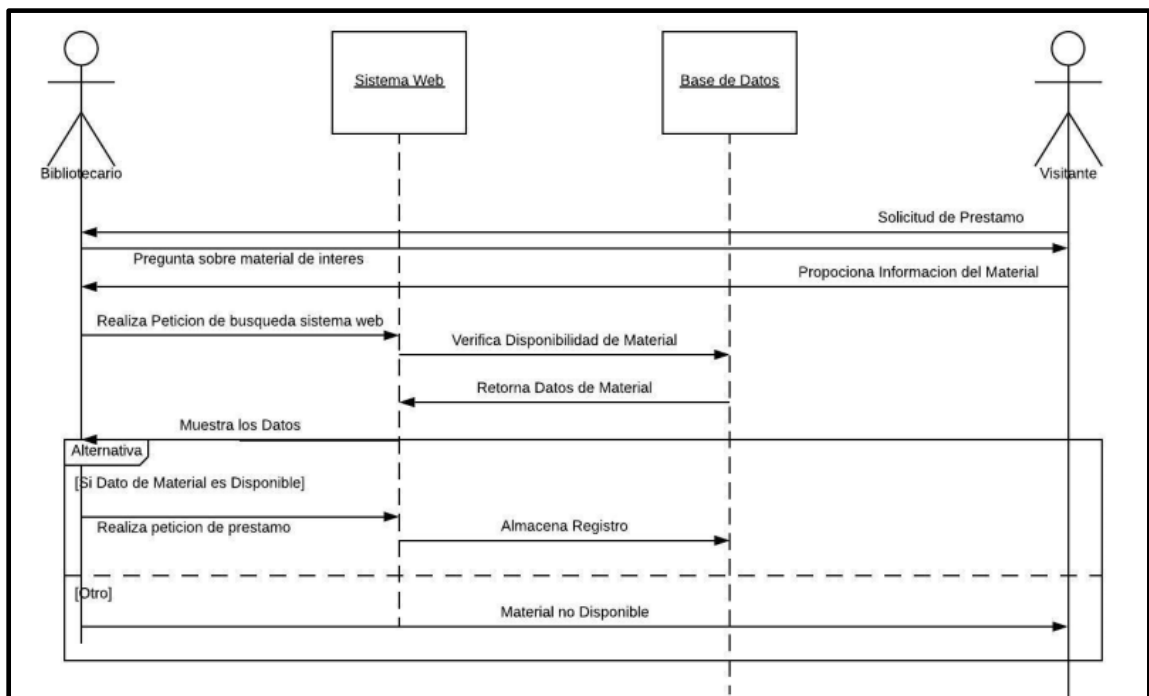 Sistema Web
Base de Datos
Bibliotecario
Visitante
Solicitud de Prestamo
Pregunta sobre material de interes
Propociona Informacion del Material
Realiza Peticion de busqueda sistema web
Verifica Disponibilidad de Material
Retorna Datos de Material
Muestra los Datos
Alternativa
[Si Dato de Material es Disponible]
Realiza peticion de prestamo
Almacena Registro
[Otro]
Material no Disponible